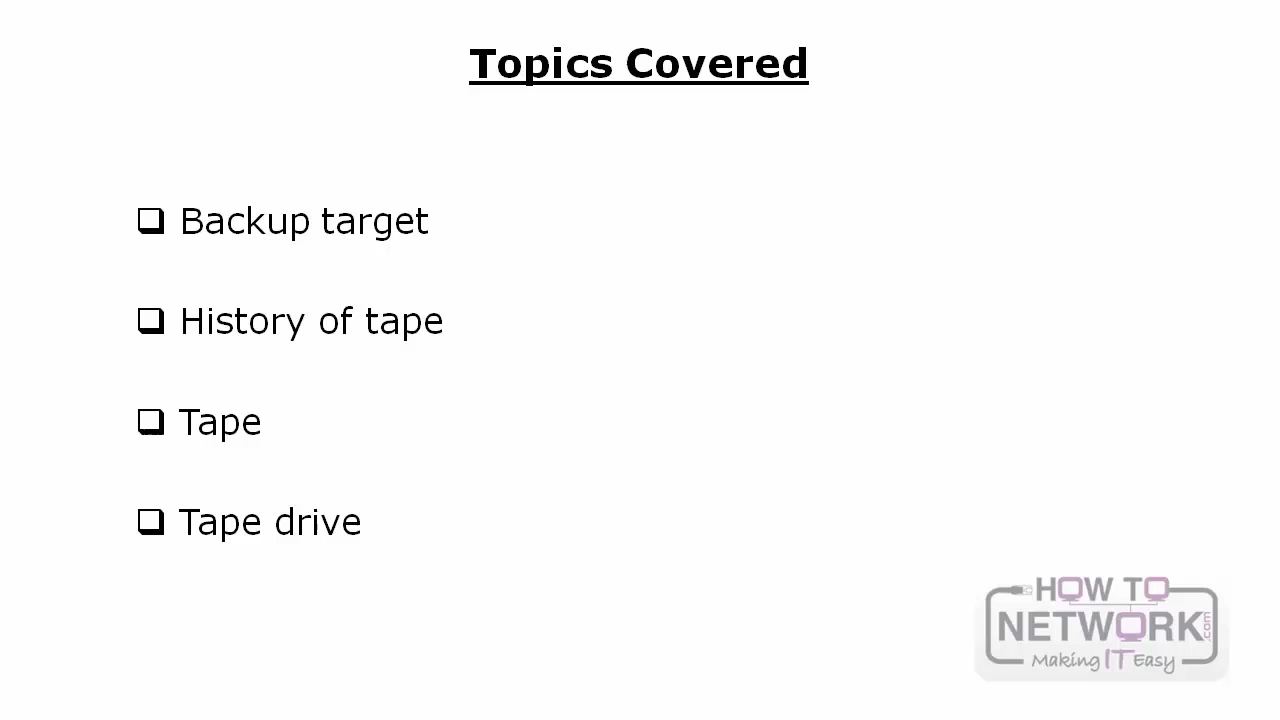 Topics Covered
Backup target
History of tape
Tape
Tape drive
HOW TO
NETWORK.com
Making IT Easy